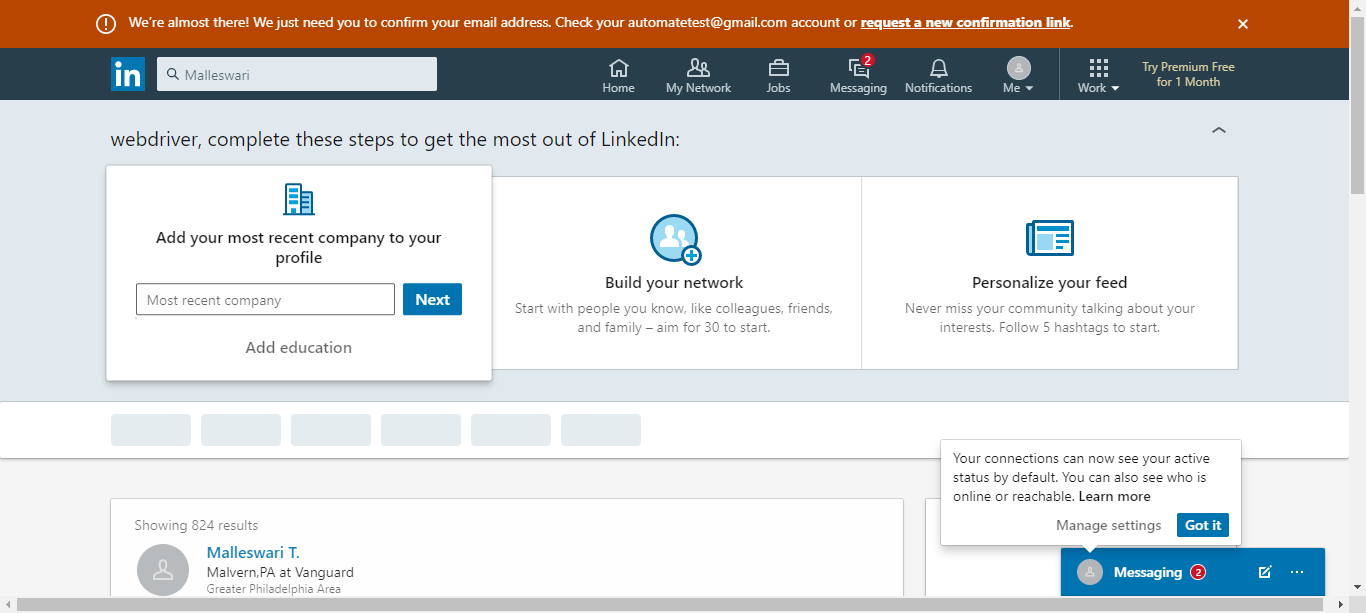 We're almost there! We just need you to confirm your email address. Check your automatetest@gmail.com account or request a new confirmation link.
in
Malleswari
Home
My Network
Jobs
2
Messaging
Notifications
Me
Work
Try Premium Free
for 1 Month
webdriver, complete these steps to get the most out of LinkedIn:
Add your most recent company to your
profile
Most recent company
Next
Add education
Build your network
Start with people you know, like colleagues, friends,
and family – aim for 30 to start.
Personalize your feed
Never miss your community talking about your
interests. Follow 5 hashtags to start.
Your connections can now see your active
status by default. You can also see who is
online or reachable. Learn more
Manage settings
Got it
Showing 824 results
Malleswari T.
Malvern,PA at Vanguard
Greater Philadelphia Area
Messaging 2